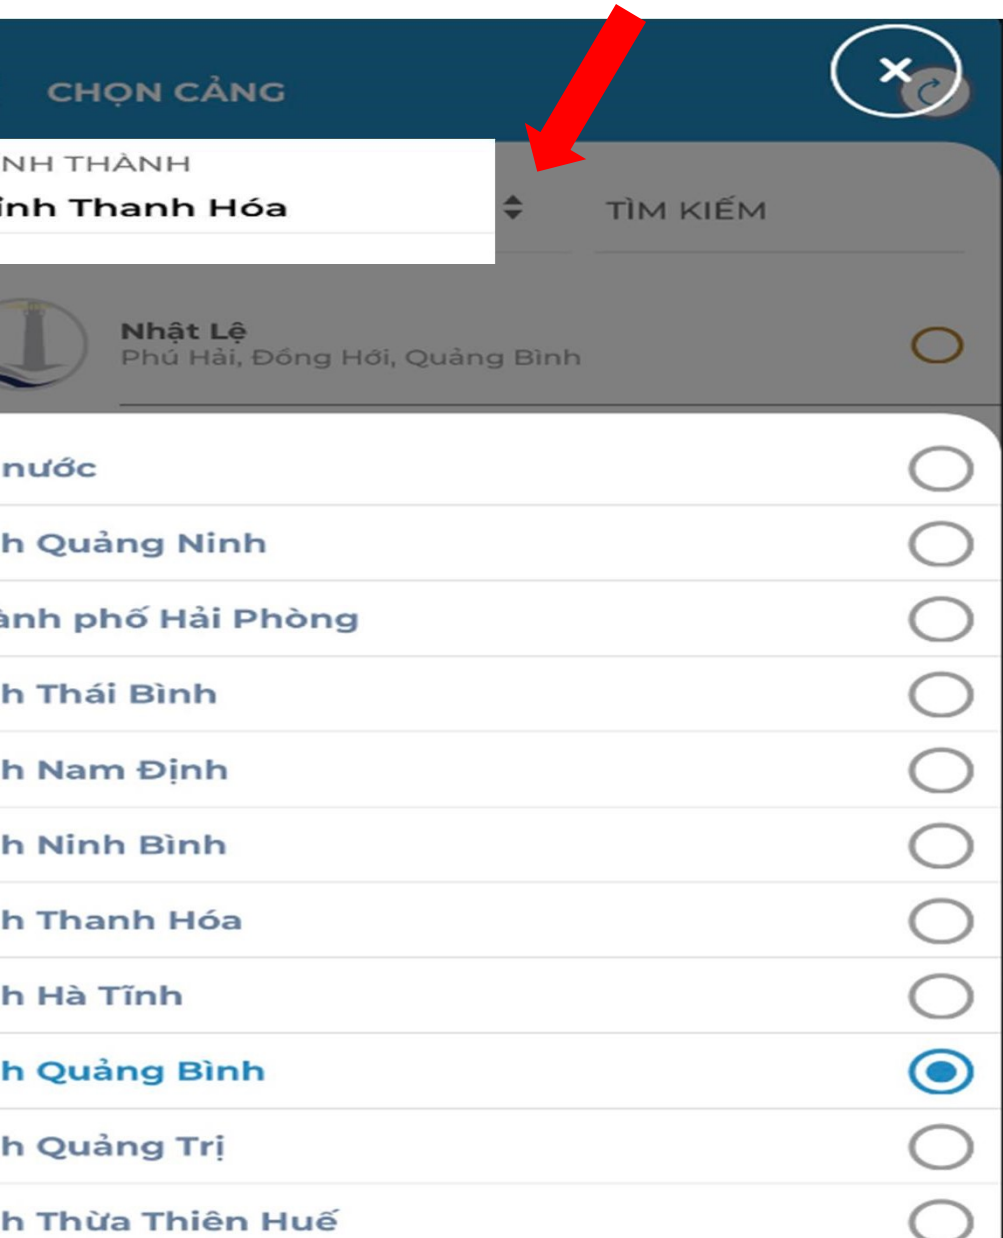 CHỌN CẢNG
NH THÀNH
inh Thanh Hóa
TÌM KIẾM
Nhật Lệ
Phú Hải, Đồng Hới, Quảng Bình
nước
h Quảng Ninh
ành phố Hải Phòng
h Thái Bình
h Nam Định
h Ninh Bình
h Thanh Hóa
h Hà Tĩnh
h Quảng Bình
h Quảng Trị
h Thừa Thiên Huế